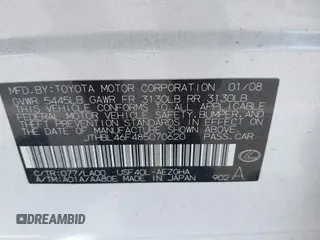 MFD.BY:TOYOTA MOTOR CORPORATION 01/08
GVWR 5445LB GAWR FR 3130LB RR 3130LB
THIS VEHICLE CONFORMS TO ALL APPLICABLE
FEDERAL MOTOR VEHICLE SAFETY, BUMPER, AND
THEFT PREVENTION STANDARDS IN EFFECT ON
THE DATE OF MANUFACTURE SHOWN ABOVE.
JTHBL46F485070620 PASS.CAR
C/TR:077/LA00 USF40L-AEZGHA
A/TM:A01A/AA80E MADE IN JAPAN 902 A